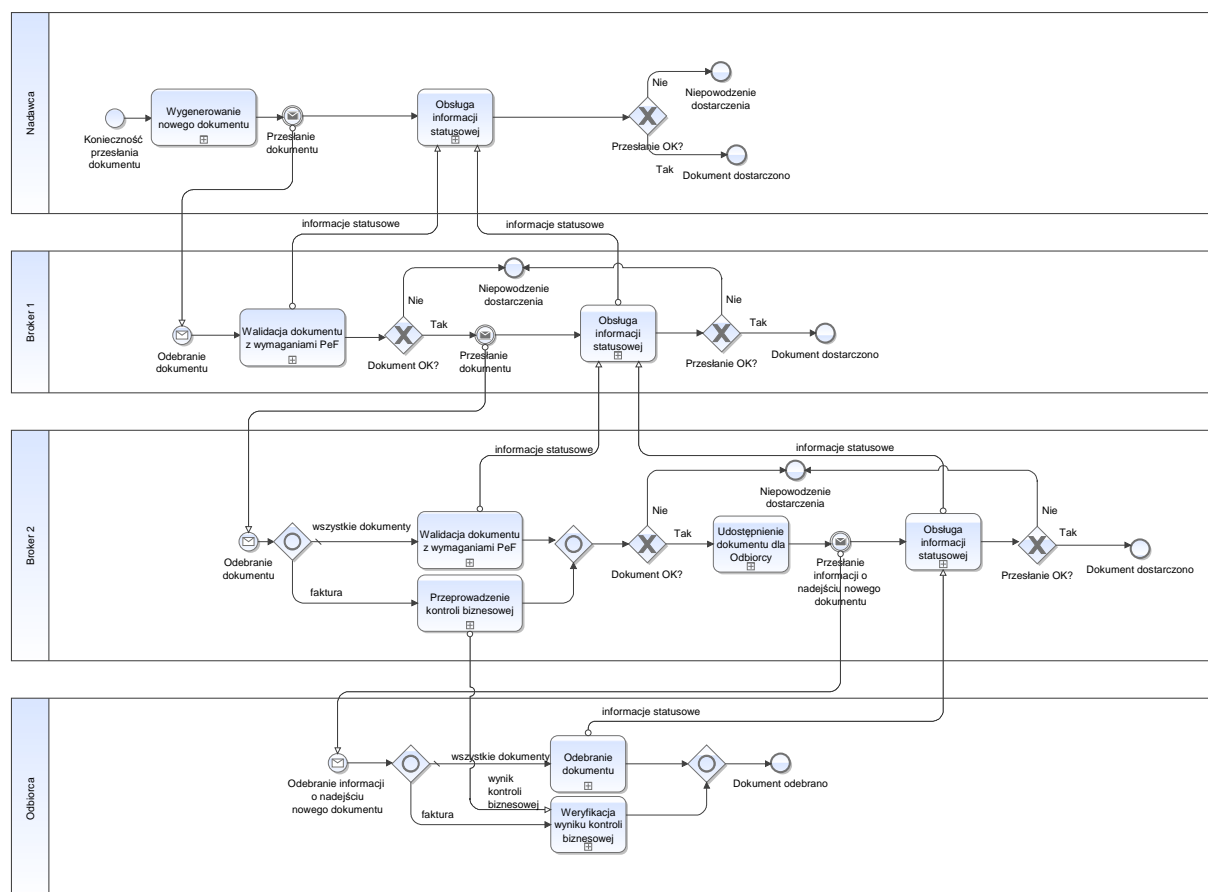 Nadawca
Konieczność
przesłania
dokumentu
Wygenerowanie
nowego dokumentu
Przesłanie
dokumentu
Obsługa
informacji
statusowej
Przesłanie OK?
Nie
Niepowodzenie
dostarczenia
Tak
Dokument dostarczono
informacje statusowe
informacje statusowe
Broker 1
Odebranie
dokumentu
Walidacja dokumentu
z wymaganiami PeF
Dokument OK?
Nie
Niepowodzenie
dostarczenia
Tak
Przesłanie
dokumentu
Obsługa
informacji
statusowej
Nie
Przesłanie OK?
Tak
Dokument dostarczono
informacje statusowe
informacje statusowe
Broker 2
Odebranie
dokumentu
wszystkie dokumenty
Walidacja dokumentu
z wymaganiami PeF
faktura
Przeprowadzenie
kontroli biznesowej
Dokument OK?
Nie
Niepowodzenie
dostarczenia
Tak
Udostępnienie
dokumentu dla
Odbiorcy
Przesłanie
informacji o
nadejściu nowego
dokumentu
Obsługa
informacji
statusowej
Nie
Przesłanie OK?
Tak
Dokument dostarczono
informacje statusowe
Odbiorca
Odebranie informacji
o nadejściu
nowego dokumentu
wszystkie dokumenty
Odebranie
dokumentu
wynik
kontroli
biznesowej
faktura
Weryfikacja
wyniku kontroli
biznesowej
Dokument odebrano